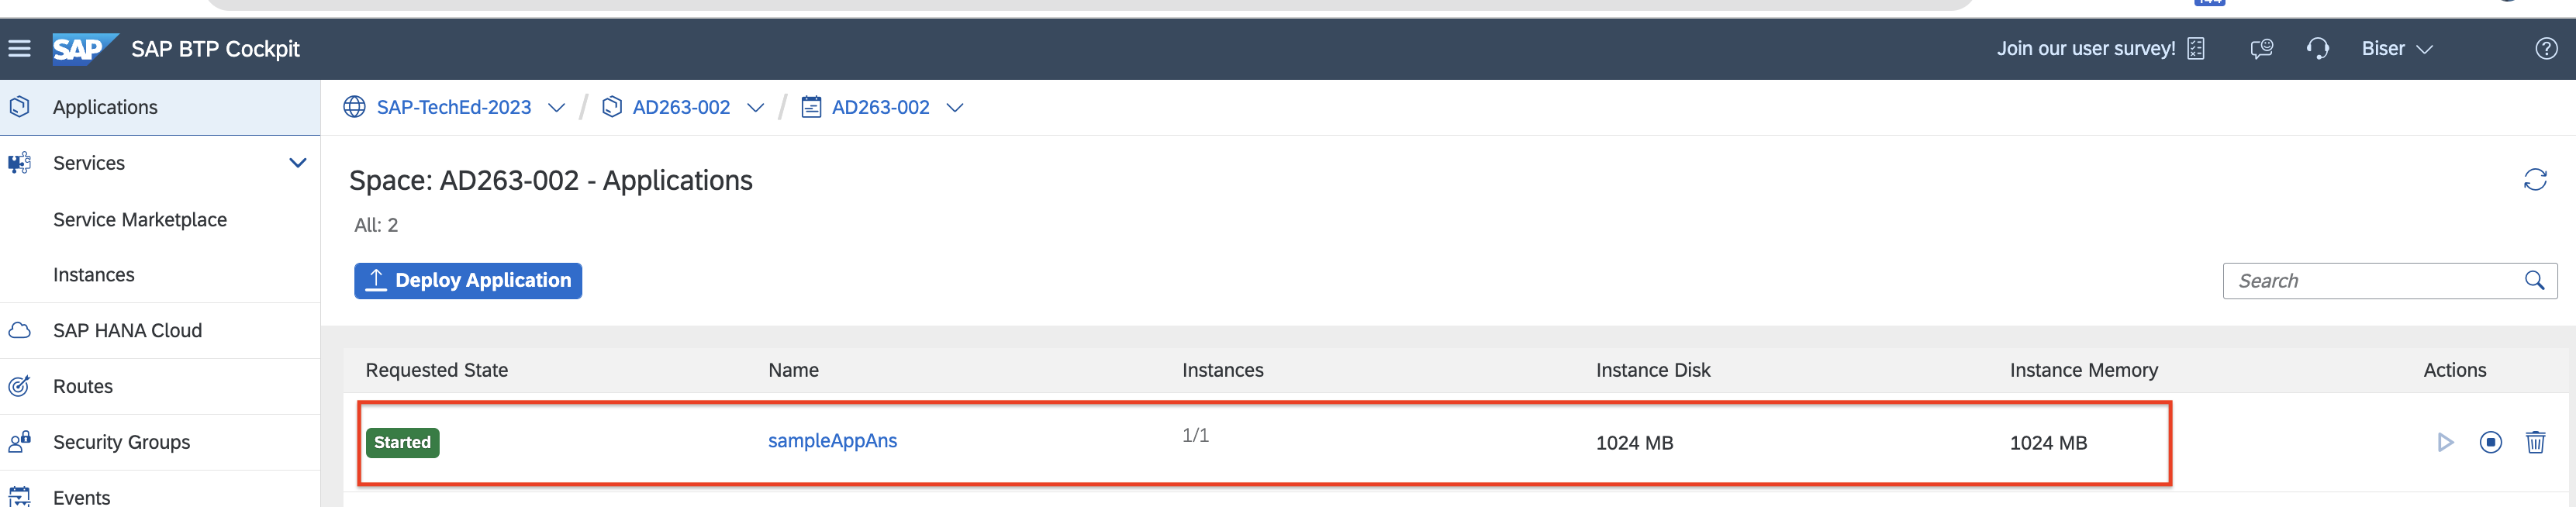 SAP SAP BTP Cockpit
Join our user survey!
Biser
Applications
Services
Service Marketplace
Instances
SAP HANA Cloud
Routes
Security Groups
Events
SAP-TechEd-2023 / AD263-002 / AD263-002
Space: AD263-002 - Applications
All: 2
Deploy Application
Search
Requested State Name Instances Instance Disk Instance Memory Actions
Started sampleAppAns 1/1 1024 MB 1024 MB